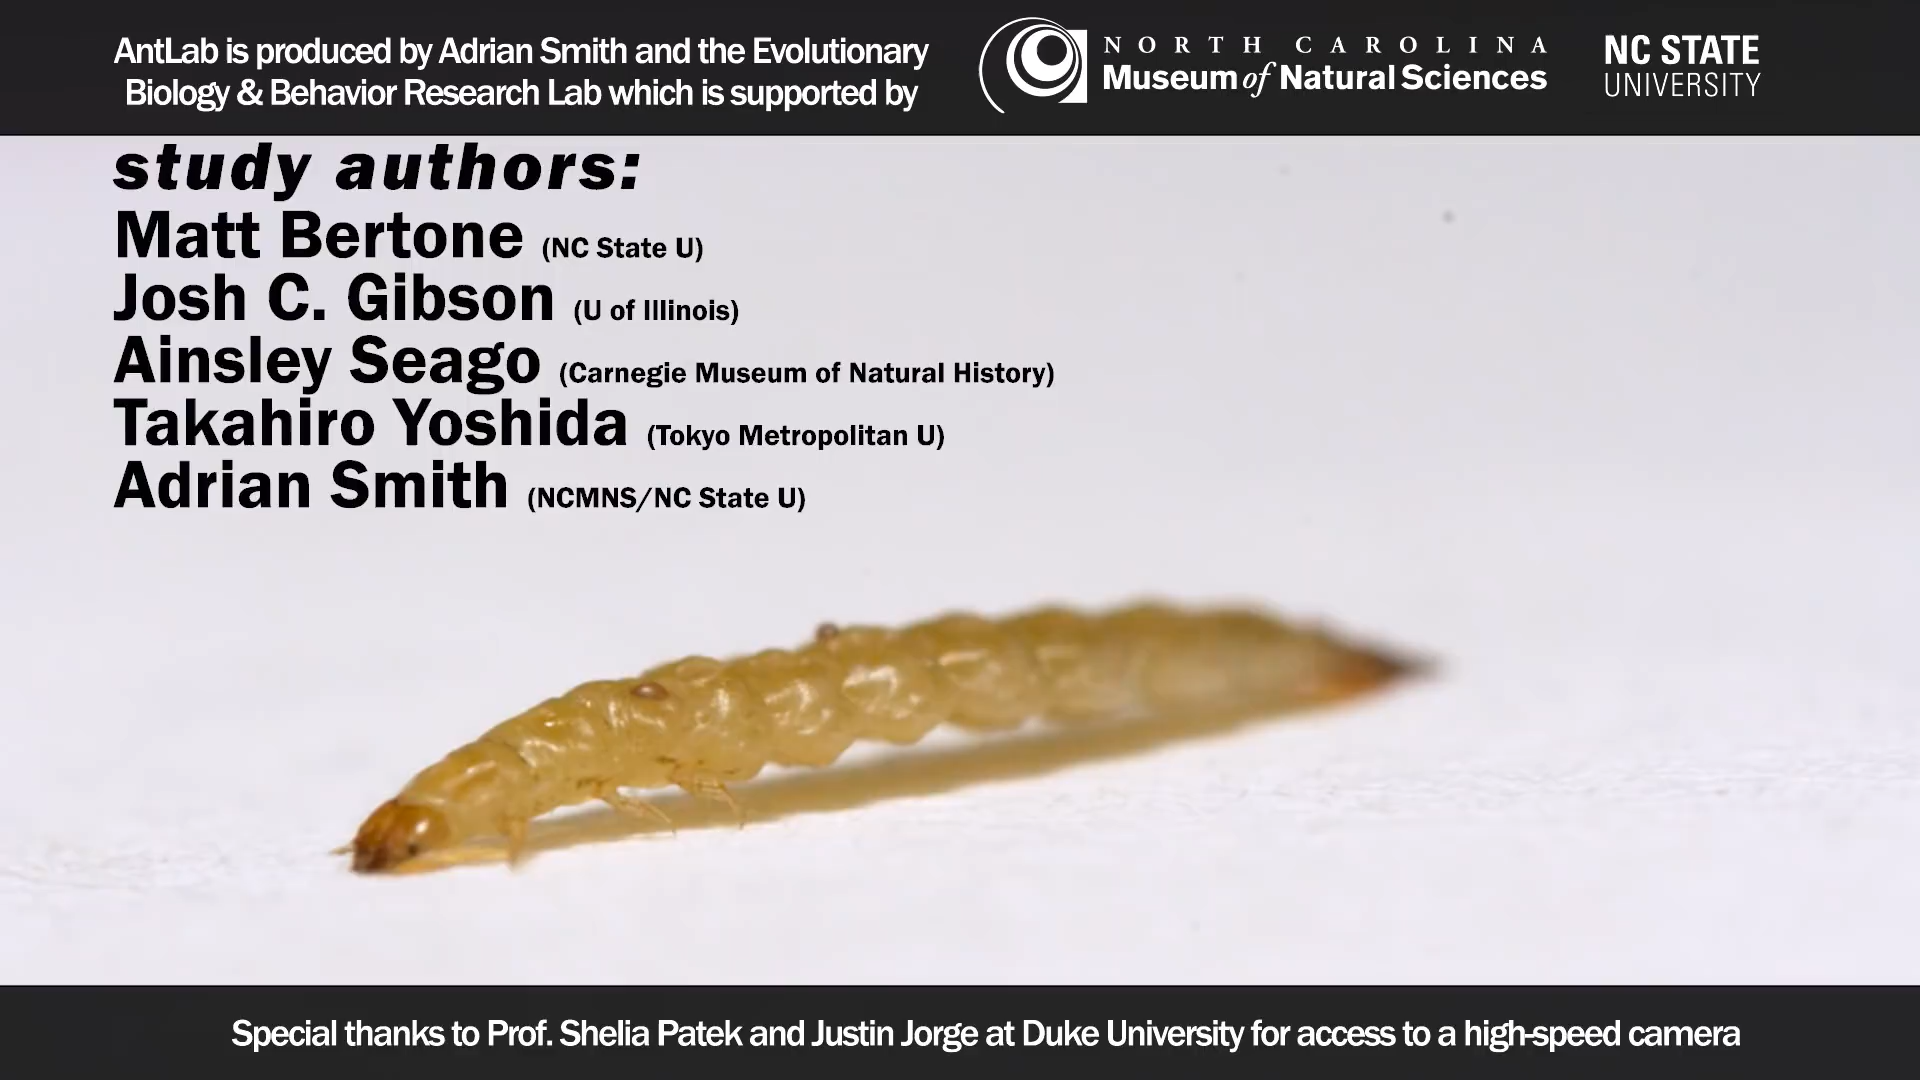 AntLab is produced by Adrian Smith and the Evolutionary
Biology & Behavior Research Lab which is supported by
NORTH CAROLINA
Museum of Natural Sciences
NC STATE
UNIVERSITY
study authors:
Matt Bertone (NC State U)
Josh C. Gibson (U of Illinois)
Ainsley Seago (Carnegie Museum of Natural History)
Takahiro Yoshida (Tokyo Metropolitan U)
Adrian Smith (NCMNS/NC State U)
Special thanks to Prof. Shelia Patek and Justin Jorge at Duke University for access to a high-speed camera